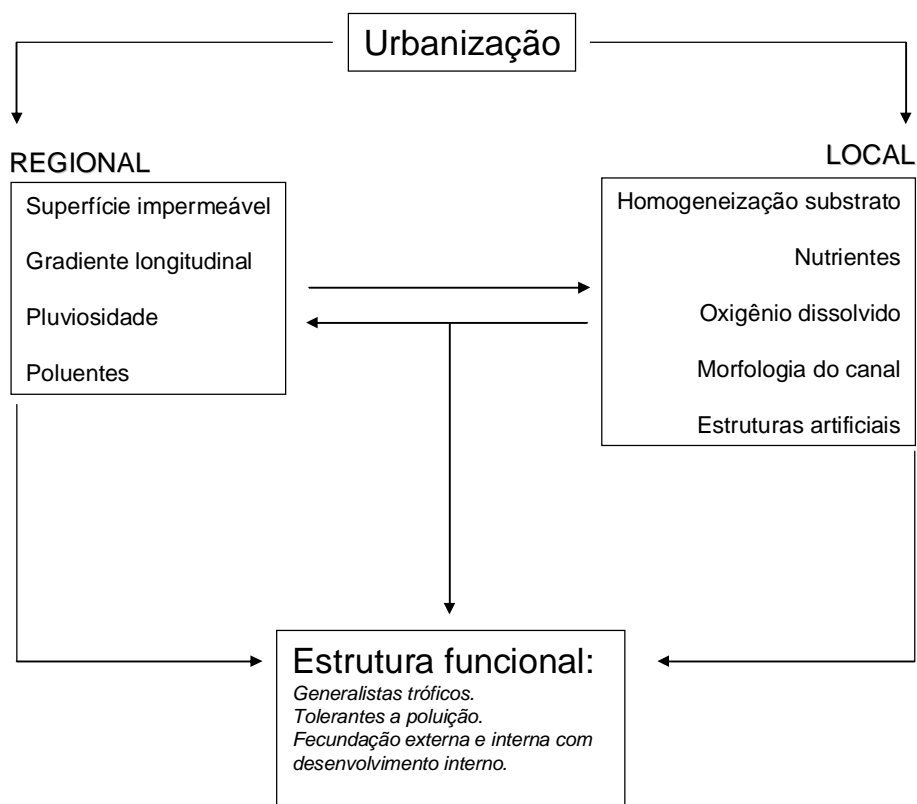 Urbanização
REGIONAL
Superfície impermeável
Gradiente longitudinal
Pluviosidade
Poluentes
LOCAL
Homogeneização substrato
Nutrientes
Oxigênio dissolvido
Morfologia do canal
Estruturas artificiais
Estrutura funcional:
Generalistas tróficos.
Tolerantes a poluição.
Fecundação externa e interna com
desenvolvimento interno.